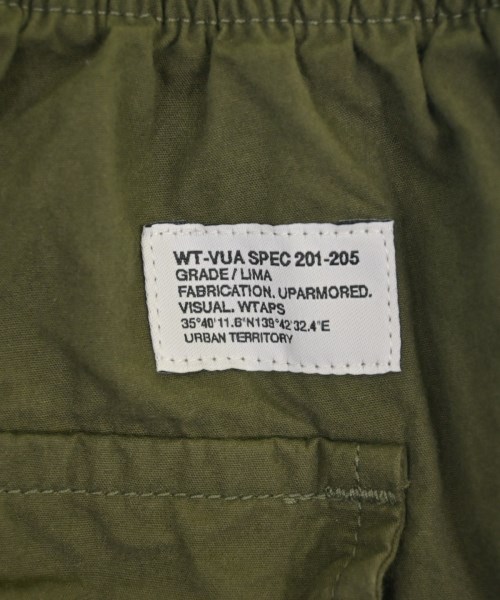 WT-VUA SPEC 201-205
GRADE / LIMA
FABRICATION. UPARMORED.
VISUAL. WTAPS
35°40'11.6"N139°42'32.4"E
URBAN TERRITORY